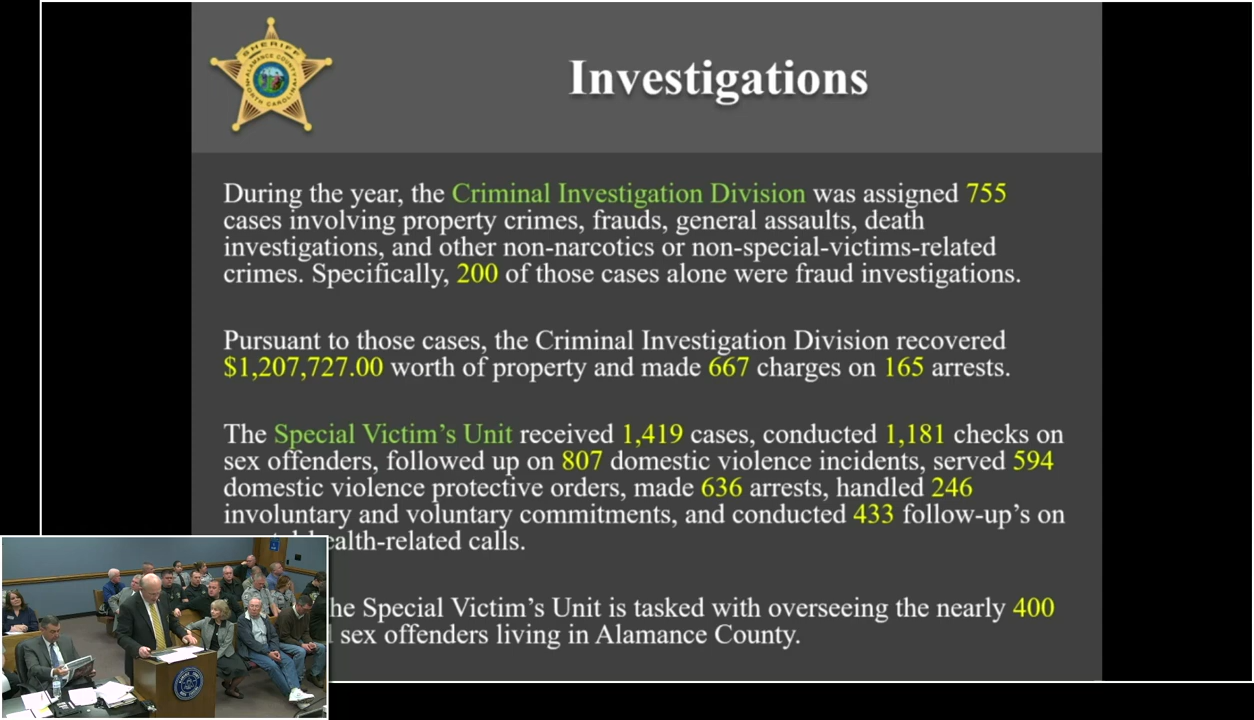 SHERIFF
ALAMANCE COUNTY
NORTH CAROLINA
Investigations
During the year, the Criminal Investigation Division was assigned 755
cases involving property crimes, frauds, general assaults, death
investigations, and other non-narcotics or non-special-victims-related
crimes. Specifically, 200 of those cases alone were fraud investigations.
Pursuant to those cases, the Criminal Investigation Division recovered
$1,207,727.00 worth of property and made 667 charges on 165 arrests.
The Special Victim's Unit received 1,419 cases, conducted 1,181 checks on
sex offenders, followed up on 807 domestic violence incidents, served 594
domestic violence protective orders, made 636 arrests, handled 246
involuntary and voluntary commitments, and conducted 433 follow-up's on
ealth-related calls.
he Special Victim's Unit is tasked with overseeing the nearly 400
sex offenders living in Alamance County.